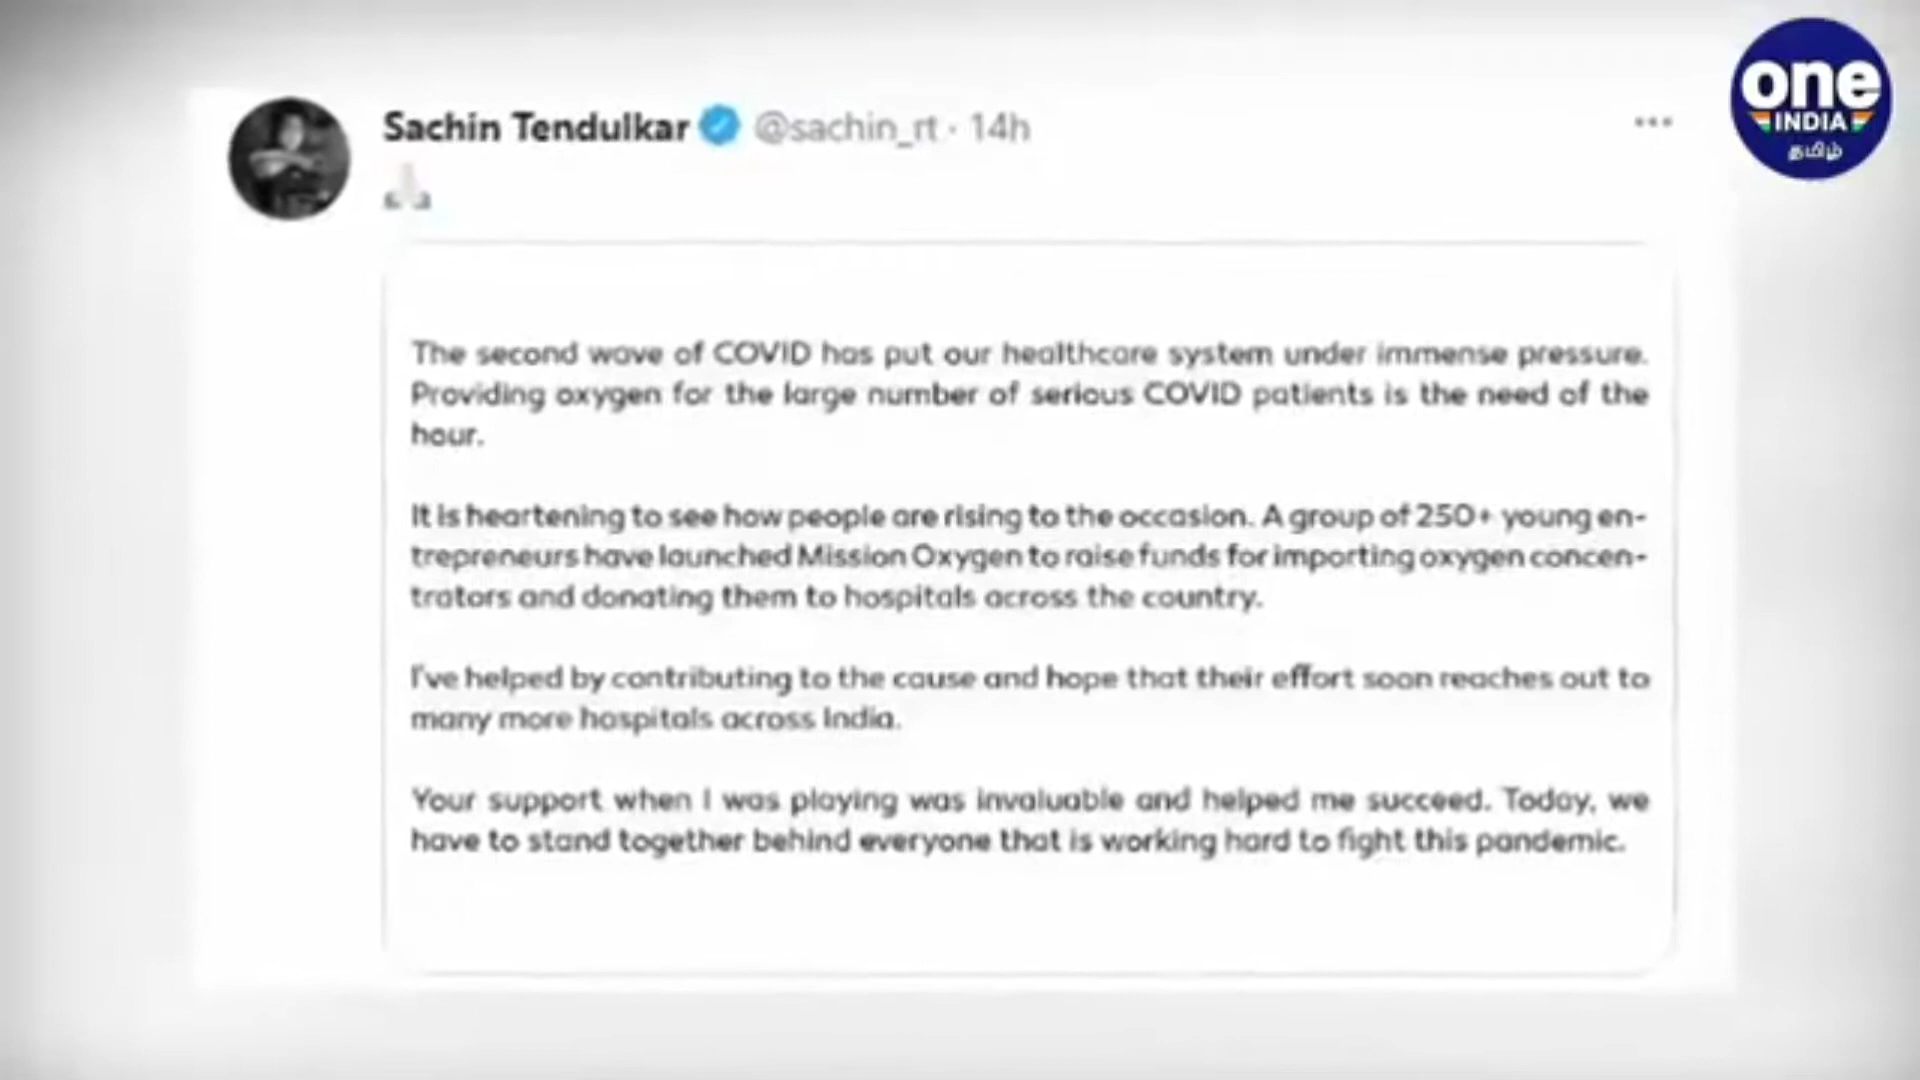 Sachin Tendulkar @sachin_rt · 14h
one
INDIA
தமிழ்
The second wave of COVID has put our healthcare system under immense pressure.
Providing oxygen for the large number of serious COVID patients is the need of the
hour.
It is heartening to see how people are rising to the occasion. A group of 250+ young en-
trepreneurs have launched Mission Oxygen to raise funds for importing oxygen concen-
trators and donating them to hospitals across the country.
I've helped by contributing to the cause and hope that their effort soon reaches out to
many more hospitals across India.
Your support when I was playing was invaluable and helped me succeed. Today, we
have to stand together behind everyone that is working hard to fight this pandemic.